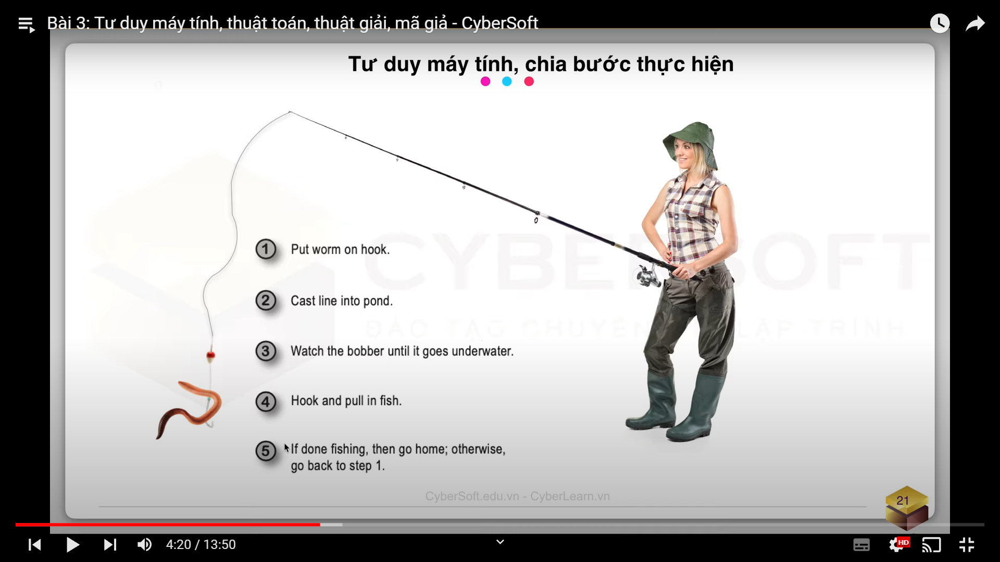 Bài 3: Tư duy máy tính, thuật toán, thuật giải, mã giả - CyberSoft
Tư duy máy tính, chia bước thực hiện
CYBERSOFT
ĐÀO TẠO CHUYÊN LẬP TRÌNH
1 Put worm on hook.
2 Cast line into pond.
3 Watch the bobber until it goes underwater.
4 Hook and pull in fish.
5 If done fishing, then go home; otherwise,
go back to step 1.
CyberSoft.edu.vn - CyberLearn.vn
21
4:20 / 13:50
HD